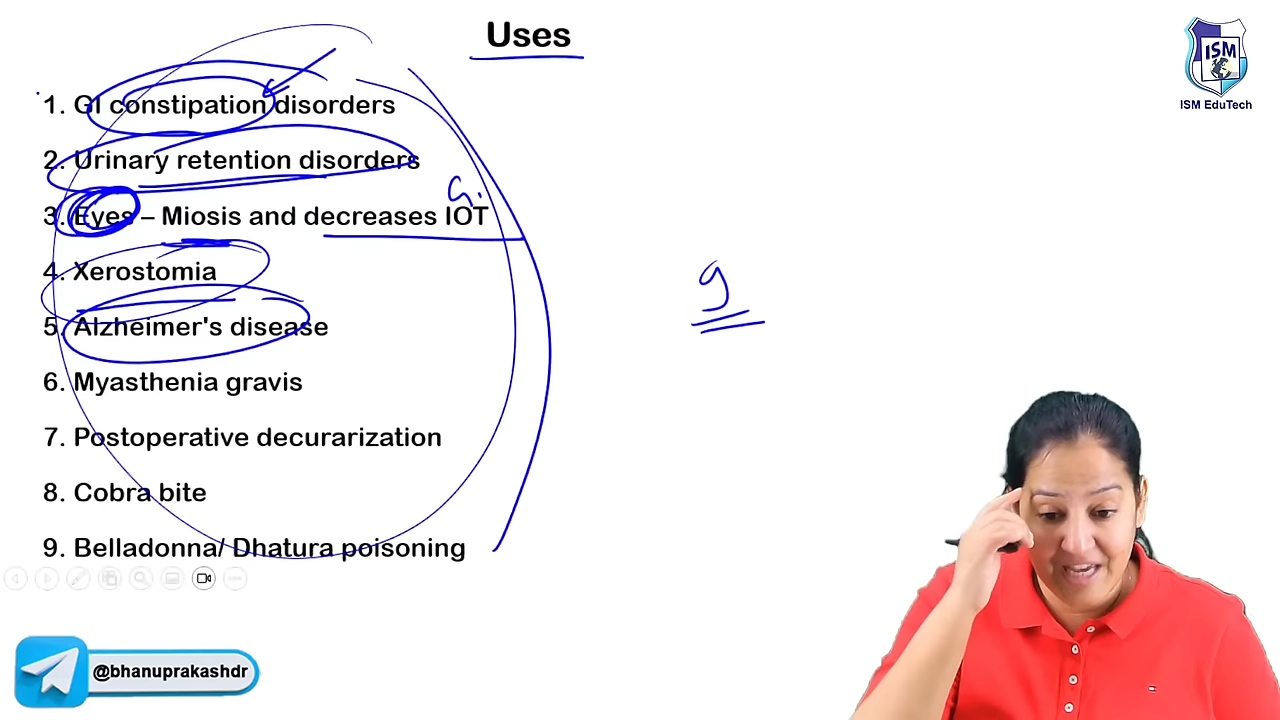 Uses
ISM
ISM EduTech
1. GI constipation disorders
2. Urinary retention disorders
3. Eyes – Miosis and decreases IOT
G.
4. Xerostomia
9
5. Alzheimer's disease
6. Myasthenia gravis
7. Postoperative decurarization
8. Cobra bite
9. Belladonna/ Dhatura poisoning
@bhanuprakashdr